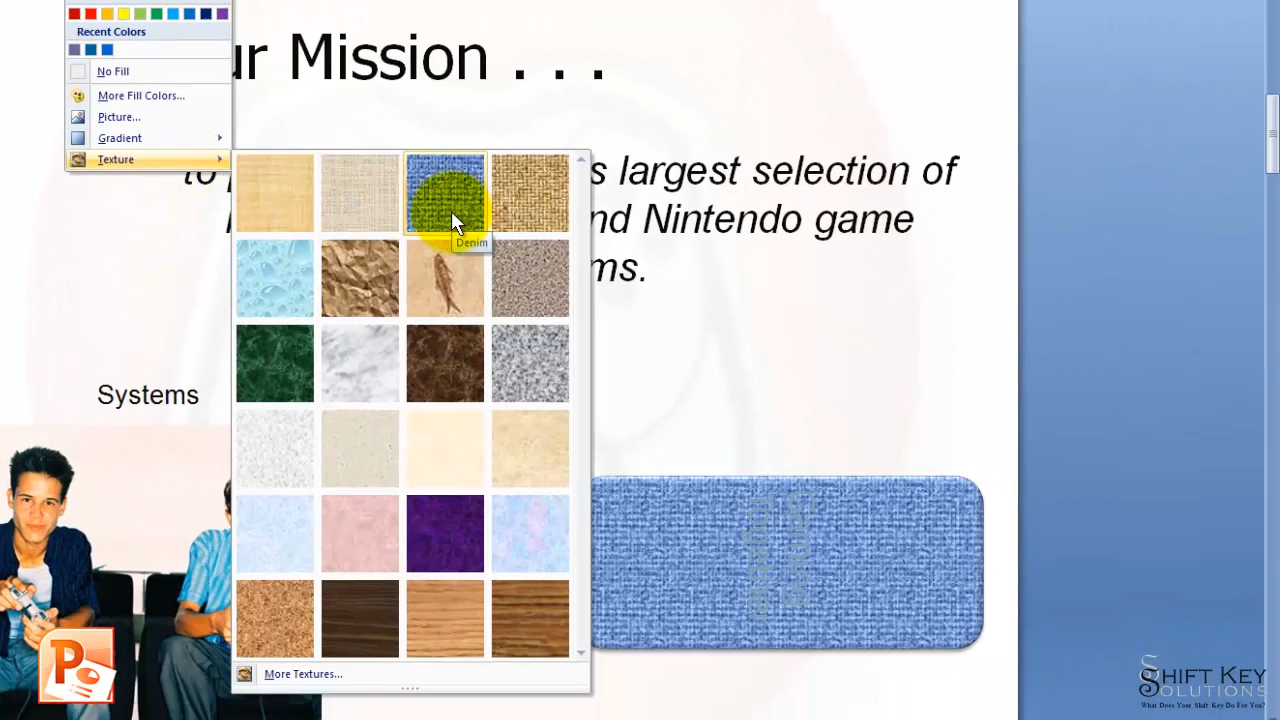 Recent Colors
ur Mission . . .
No Fill
More Fill Colors...
Picture...
Gradient
Texture
s largest selection of
nd Nintendo game
Denim
ms.
Systems
More Textures...
SHIFT KEY
SOLUTIONS
What Does Your Shift Key Do For You?